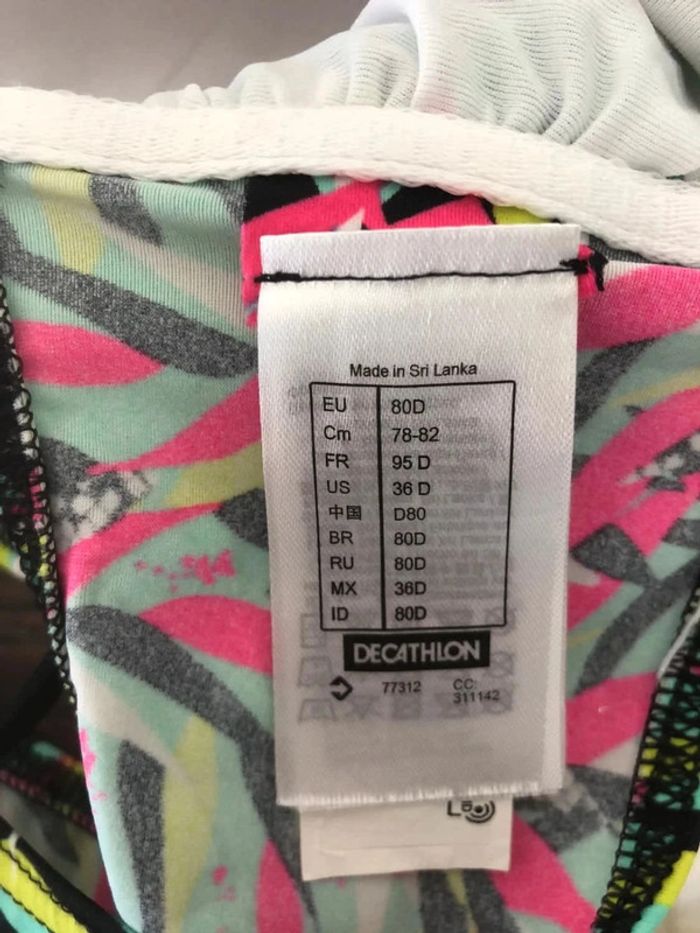 Made in Sri Lanka
EU 80D
Cm 78-82
FR 95 D
US 36 D
中国 D80
BR 80D
RU 80D
MX 36D
ID 80D
DECATHLON
77312 CC:
311142